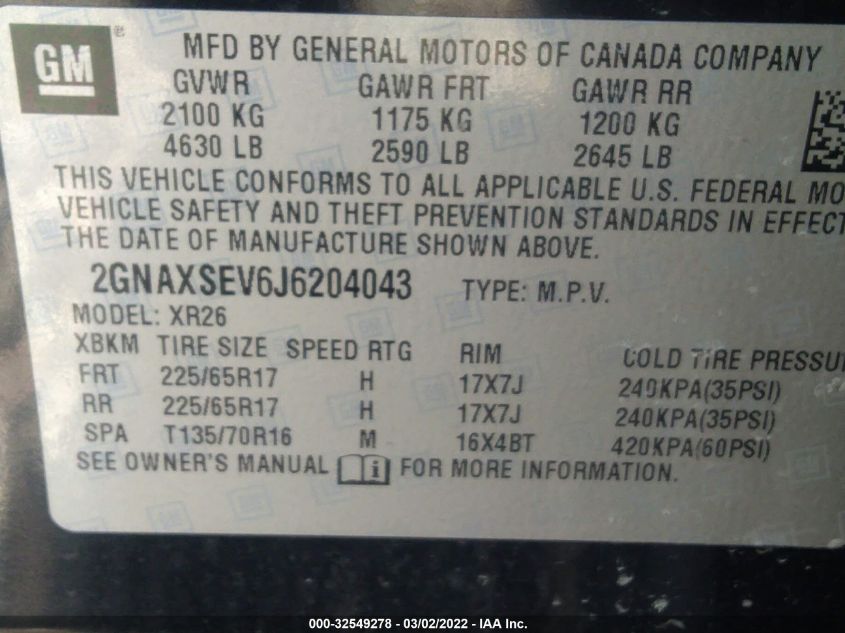 GM ®
MFD BY GENERAL MOTORS OF CANADA COMPANY
GVWR GAWR FRT GAWR RR
2100 KG 1175 KG 1200 KG
4630 LB 2590 LB 2645 LB
THIS VEHICLE CONFORMS TO ALL APPLICABLE U.S. FEDERAL MO
VEHICLE SAFETY AND THEFT PREVENTION STANDARDS IN EFFECT
THE DATE OF MANUFACTURE SHOWN ABOVE.
2GNAXSEV6J6204043 TYPE: M.P.V.
MODEL: XR26
XBKM TIRE SIZE SPEED RTG RIM COLD TIRE PRESSU
FRT 225/65R17 H 17X7J 240KPA(35PSI)
RR 225/65R17 H 17X7J 240KPA(35PSI)
SPA T135/70R16 M 16X4BT 420KPA(60PSI)
SEE OWNER'S MANUAL i FOR MORE INFORMATION.
000-32549278 - 03/02/2022 - IAA Inc.